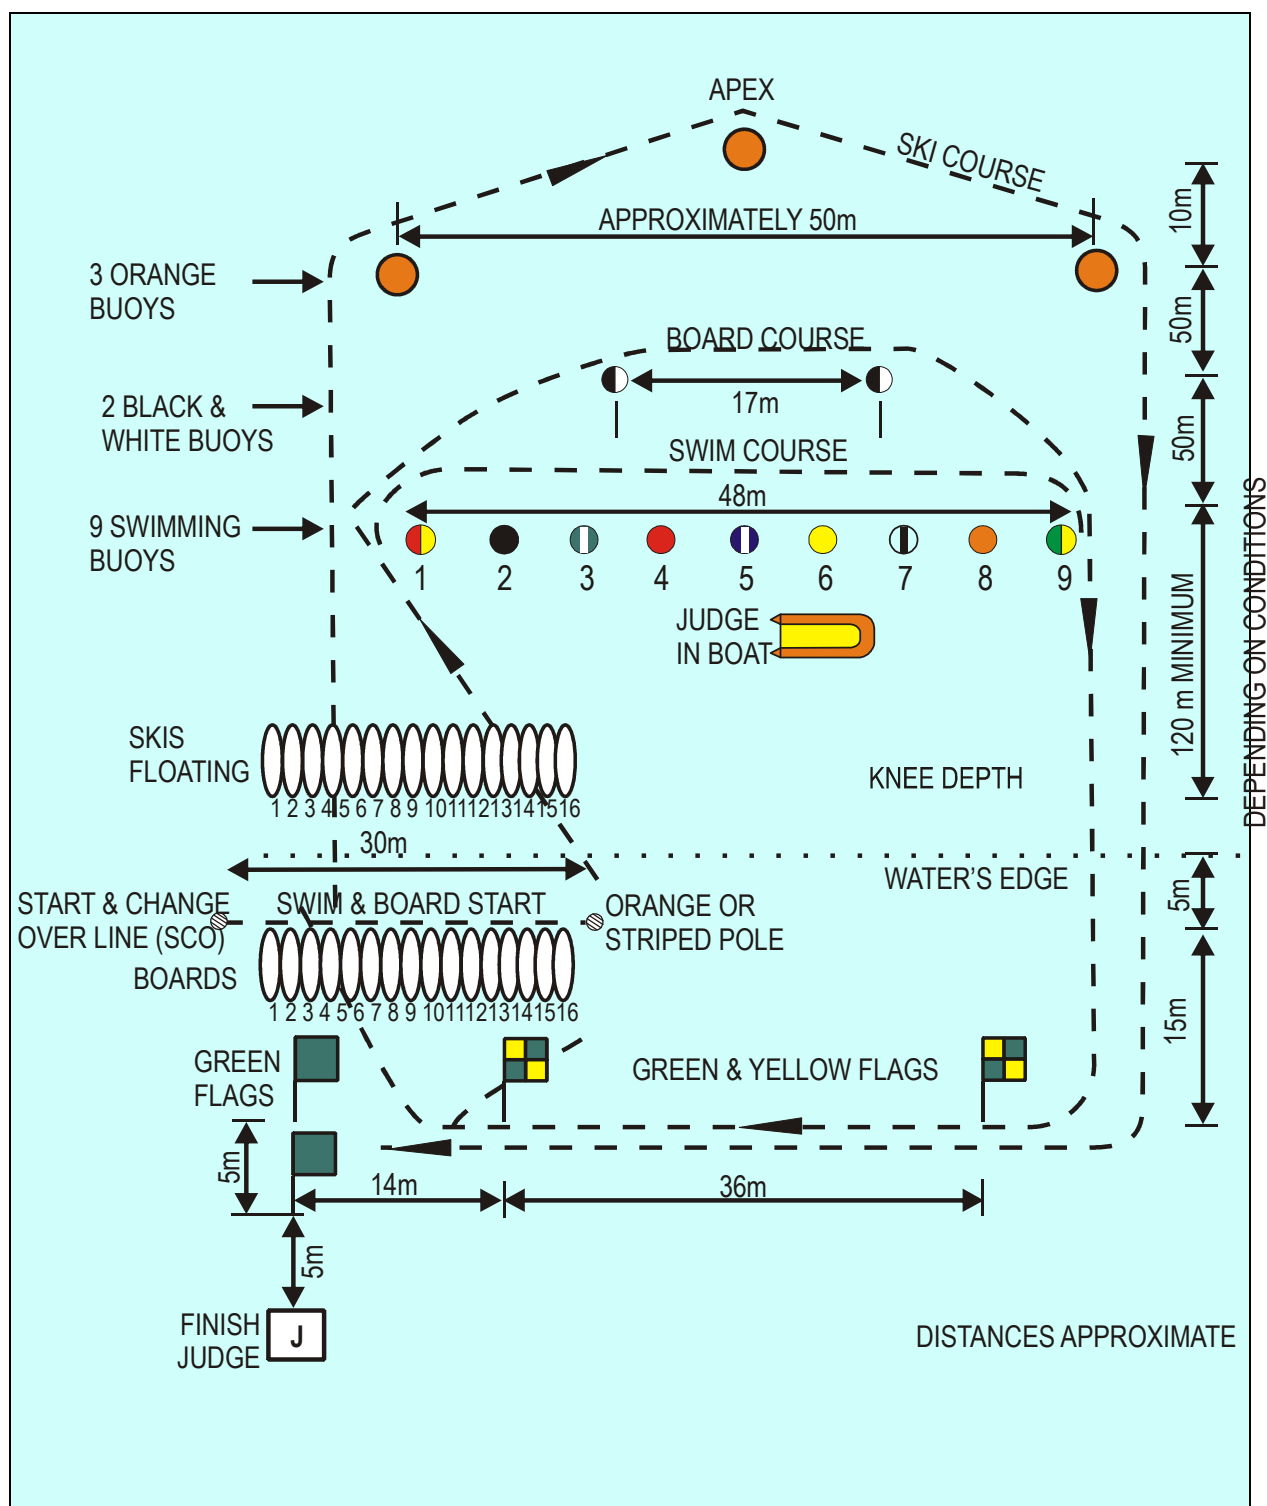 APEX
SKI COURSE
10m
APPROXIMATELY 50m
3 ORANGE
BUOYS
50m
BOARD COURSE
2 BLACK &
WHITE BUOYS
17m
50m
SWIM COURSE
48m
9 SWIMMING
BUOYS
1 2 3 4 5 6 7 8 9
JUDGE
IN BOAT
120 m MINIMUM
DEPENDING ON CONDITIONS
SKIS
FLOATING
KNEE DEPTH
1 2 3 4 5 6 7 8 9 10 11 12 13 14 15 16
30m
WATER'S EDGE
5m
START & CHANGE
OVER LINE (SCO)
SWIM & BOARD START
ORANGE OR
STRIPED POLE
BOARDS
1 2 3 4 5 6 7 8 9 10 11 12 13 14 15 16
15m
GREEN
FLAGS
GREEN & YELLOW FLAGS
5m
14m
36m
5m
FINISH
JUDGE
J
DISTANCES APPROXIMATE